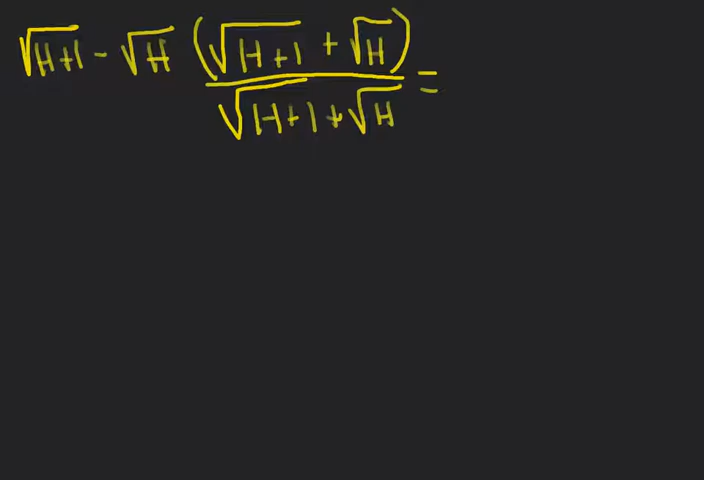 √H+1 - √H (√H+1 + √H) =
√H+1 + √H